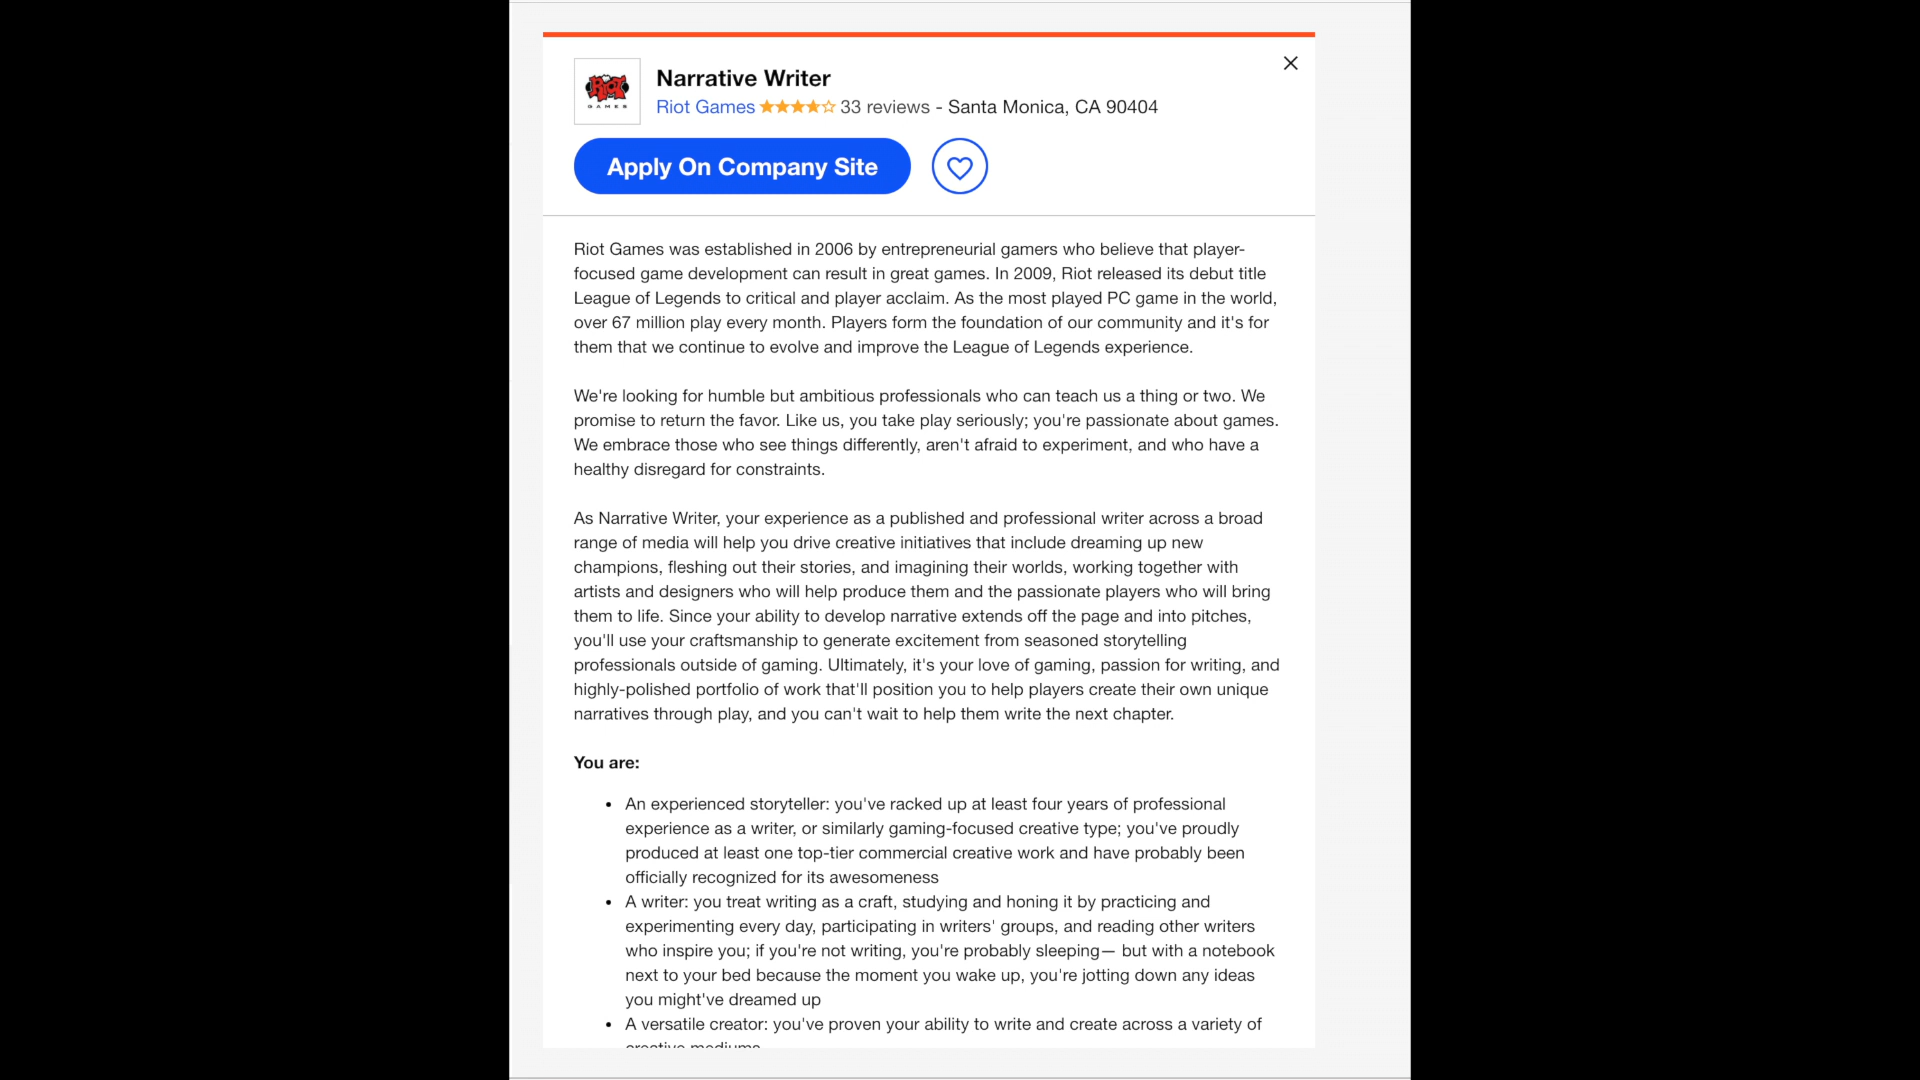 RIOT
GAMES
Narrative Writer
Riot Games 33 reviews - Santa Monica, CA 90404
Apply On Company Site
Riot Games was established in 2006 by entrepreneurial gamers who believe that player-
focused game development can result in great games. In 2009, Riot released its debut title
League of Legends to critical and player acclaim. As the most played PC game in the world,
over 67 million play every month. Players form the foundation of our community and it's for
them that we continue to evolve and improve the League of Legends experience.
We're looking for humble but ambitious professionals who can teach us a thing or two. We
promise to return the favor. Like us, you take play seriously; you're passionate about games.
We embrace those who see things differently, aren't afraid to experiment, and who have a
healthy disregard for constraints.
As Narrative Writer, your experience as a published and professional writer across a broad
range of media will help you drive creative initiatives that include dreaming up new
champions, fleshing out their stories, and imagining their worlds, working together with
artists and designers who will help produce them and the passionate players who will bring
them to life. Since your ability to develop narrative extends off the page and into pitches,
you'll use your craftsmanship to generate excitement from seasoned storytelling
professionals outside of gaming. Ultimately, it's your love of gaming, passion for writing, and
highly-polished portfolio of work that'll position you to help players create their own unique
narratives through play, and you can't wait to help them write the next chapter.
You are:
• An experienced storyteller: you've racked up at least four years of professional
experience as a writer, or similarly gaming-focused creative type; you've proudly
produced at least one top-tier commercial creative work and have probably been
officially recognized for its awesomeness
• A writer: you treat writing as a craft, studying and honing it by practicing and
experimenting every day, participating in writers' groups, and reading other writers
who inspire you; if you're not writing, you're probably sleeping— but with a notebook
next to your bed because the moment you wake up, you're jotting down any ideas
you might've dreamed up
• A versatile creator: you've proven your ability to write and create across a variety of
creative mediums